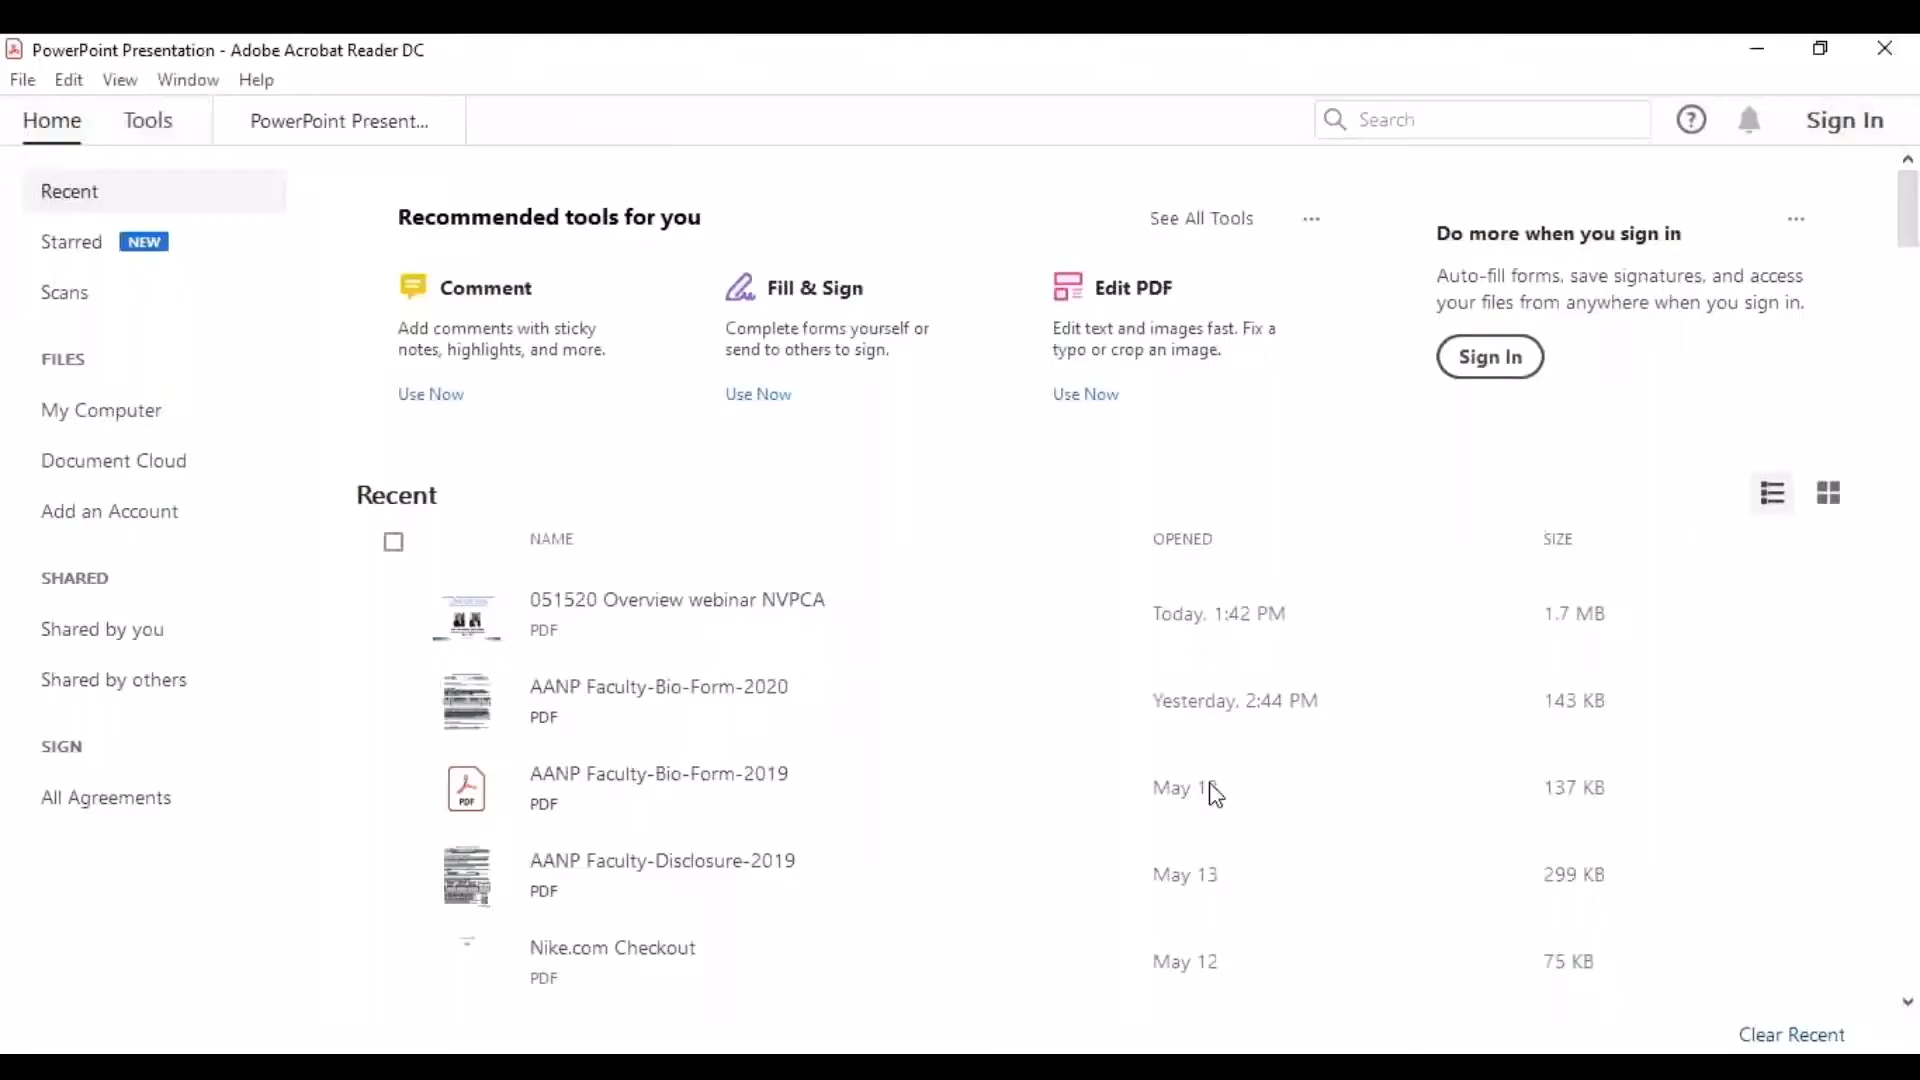 PowerPoint Presentation - Adobe Acrobat Reader DC
File Edit View Window Help
Home Tools PowerPoint Present... Search ? Sign In
Recent
Starred NEW
Scans
FILES
My Computer
Document Cloud
Add an Account
SHARED
Shared by you
Shared by others
SIGN
All Agreements
Recommended tools for you See All Tools ...
Comment
Add comments with sticky
notes, highlights, and more.
Use Now
Fill & Sign
Complete forms yourself or
send to others to sign.
Use Now
Edit PDF
Edit text and images fast. Fix a
typo or crop an image.
Use Now
...
Do more when you sign in
Auto-fill forms, save signatures, and access
your files from anywhere when you sign in.
Sign In
Recent
NAME OPENED SIZE
051520 Overview webinar NVPCA
PDF
Today, 1:42 PM 1.7 MB
AANP Faculty-Bio-Form-2020
PDF
Yesterday, 2:44 PM 143 KB
PDF
AANP Faculty-Bio-Form-2019
PDF
May 137 KB
AANP Faculty-Disclosure-2019
PDF
May 13 299 KB
Nike.com Checkout
PDF
May 12 75 KB
Clear Recent